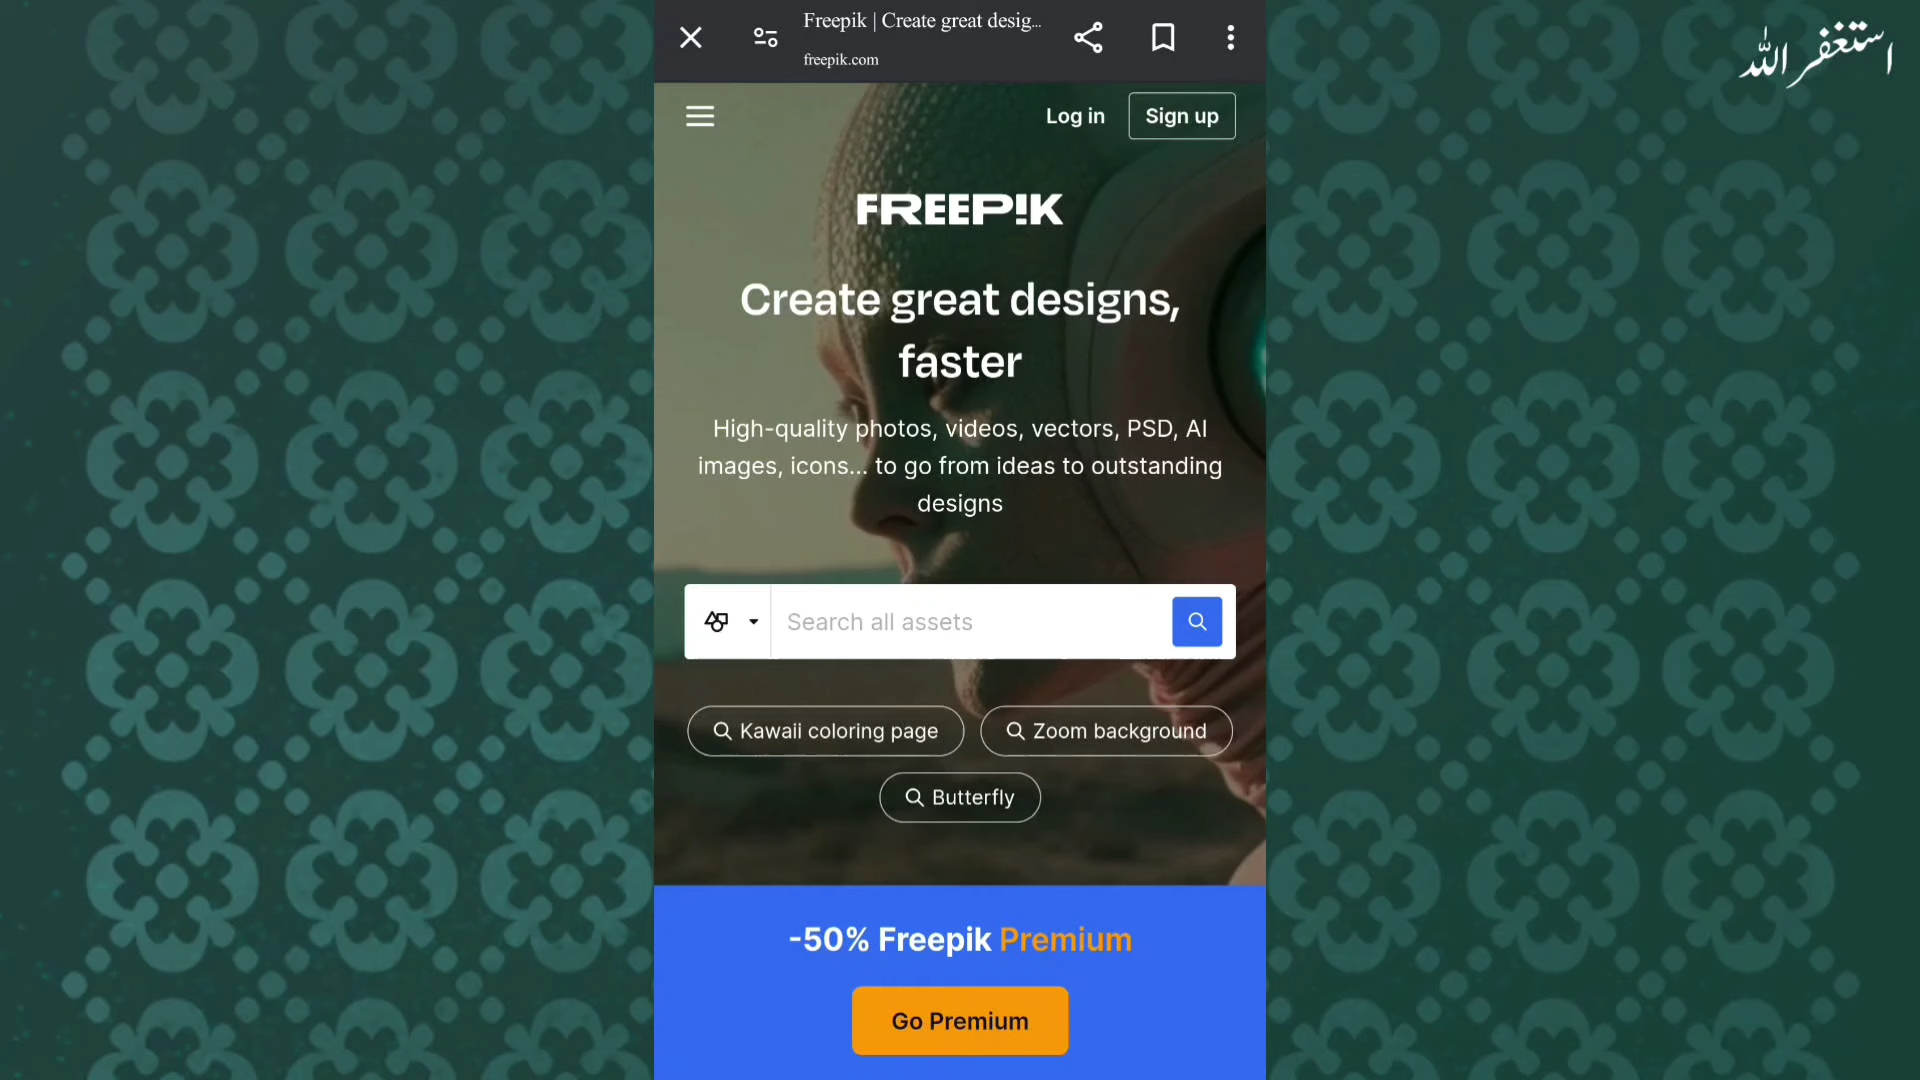 Freepik | Create great desig...
freepik.com
استغفر الله
Log in
Sign up
FREEP!K
Create great designs,
faster
High-quality photos, videos, vectors, PSD, AI
images, icons... to go from ideas to outstanding
designs
Search all assets
Kawaii coloring page
Zoom background
Butterfly
-50% Freepik Premium
Go Premium